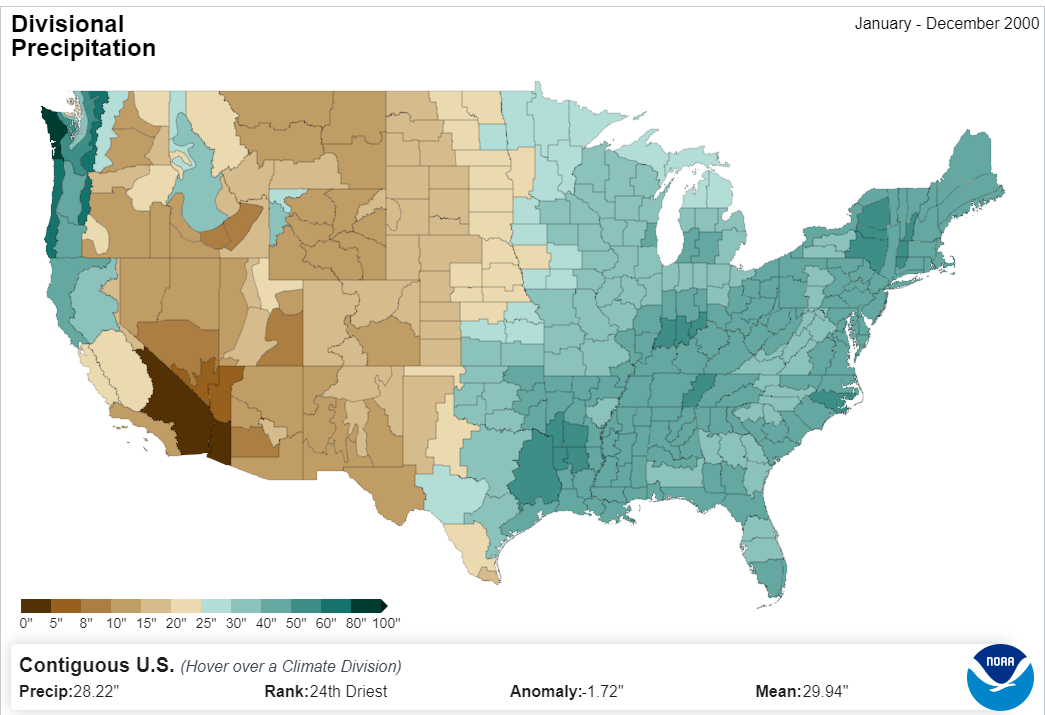 Divisional
Precipitation
January - December 2000
0" 5" 8" 10" 15" 20" 25" 30" 40" 50" 60" 80" 100"
Contiguous U.S. (Hover over a Climate Division)
Precip:28.22" Rank:24th Driest Anomaly:-1.72" Mean:29.94"
NOAA